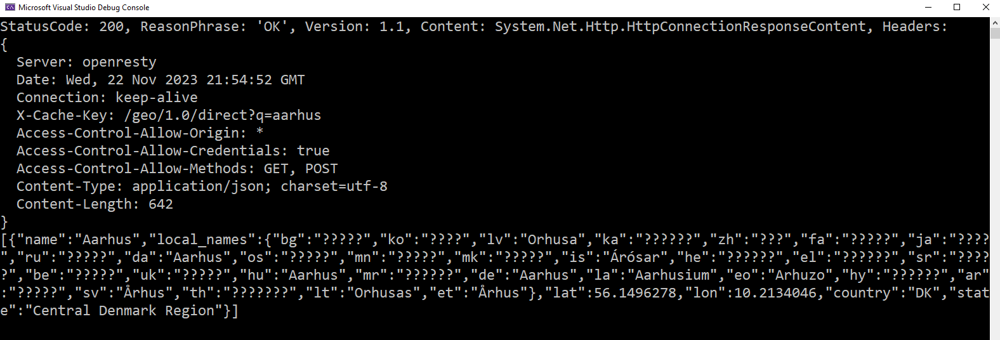 Microsoft Visual Studio Debug Console
StatusCode: 200, ReasonPhrase: 'OK', Version: 1.1, Content: System.Net.Http.HttpConnectionResponseContent, Headers:
{
  Server: openresty
  Date: Wed, 22 Nov 2023 21:54:52 GMT
  Connection: keep-alive
  X-Cache-Key: /geo/1.0/direct?q=aarhus
  Access-Control-Allow-Origin: *
  Access-Control-Allow-Credentials: true
  Access-Control-Allow-Methods: GET, POST
  Content-Type: application/json; charset=utf-8
  Content-Length: 642
}
[{"name":"Aarhus","local_names":{"bg":"?????","ko":"????","lv":"Orhusa","ka":"??????","zh":"???","fa":"?????","ja":"????
","ru":"?????","da":"Aarhus","os":"?????","mn":"?????","mk":"?????","is":"Árósar","he":"??????","el":"??????","sr":"????
?","be":"?????","uk":"?????","hu":"Aarhus","mr":"??????","de":"Aarhus","la":"Aarhusium","eo":"Arhuzo","hy":"??????","ar"
:"?????","sv":"Århus","th":"???????","lt":"Orhusas","et":"Århus"},"lat":56.1496278,"lon":10.2134046,"country":"DK","stat
e":"Central Denmark Region"}]